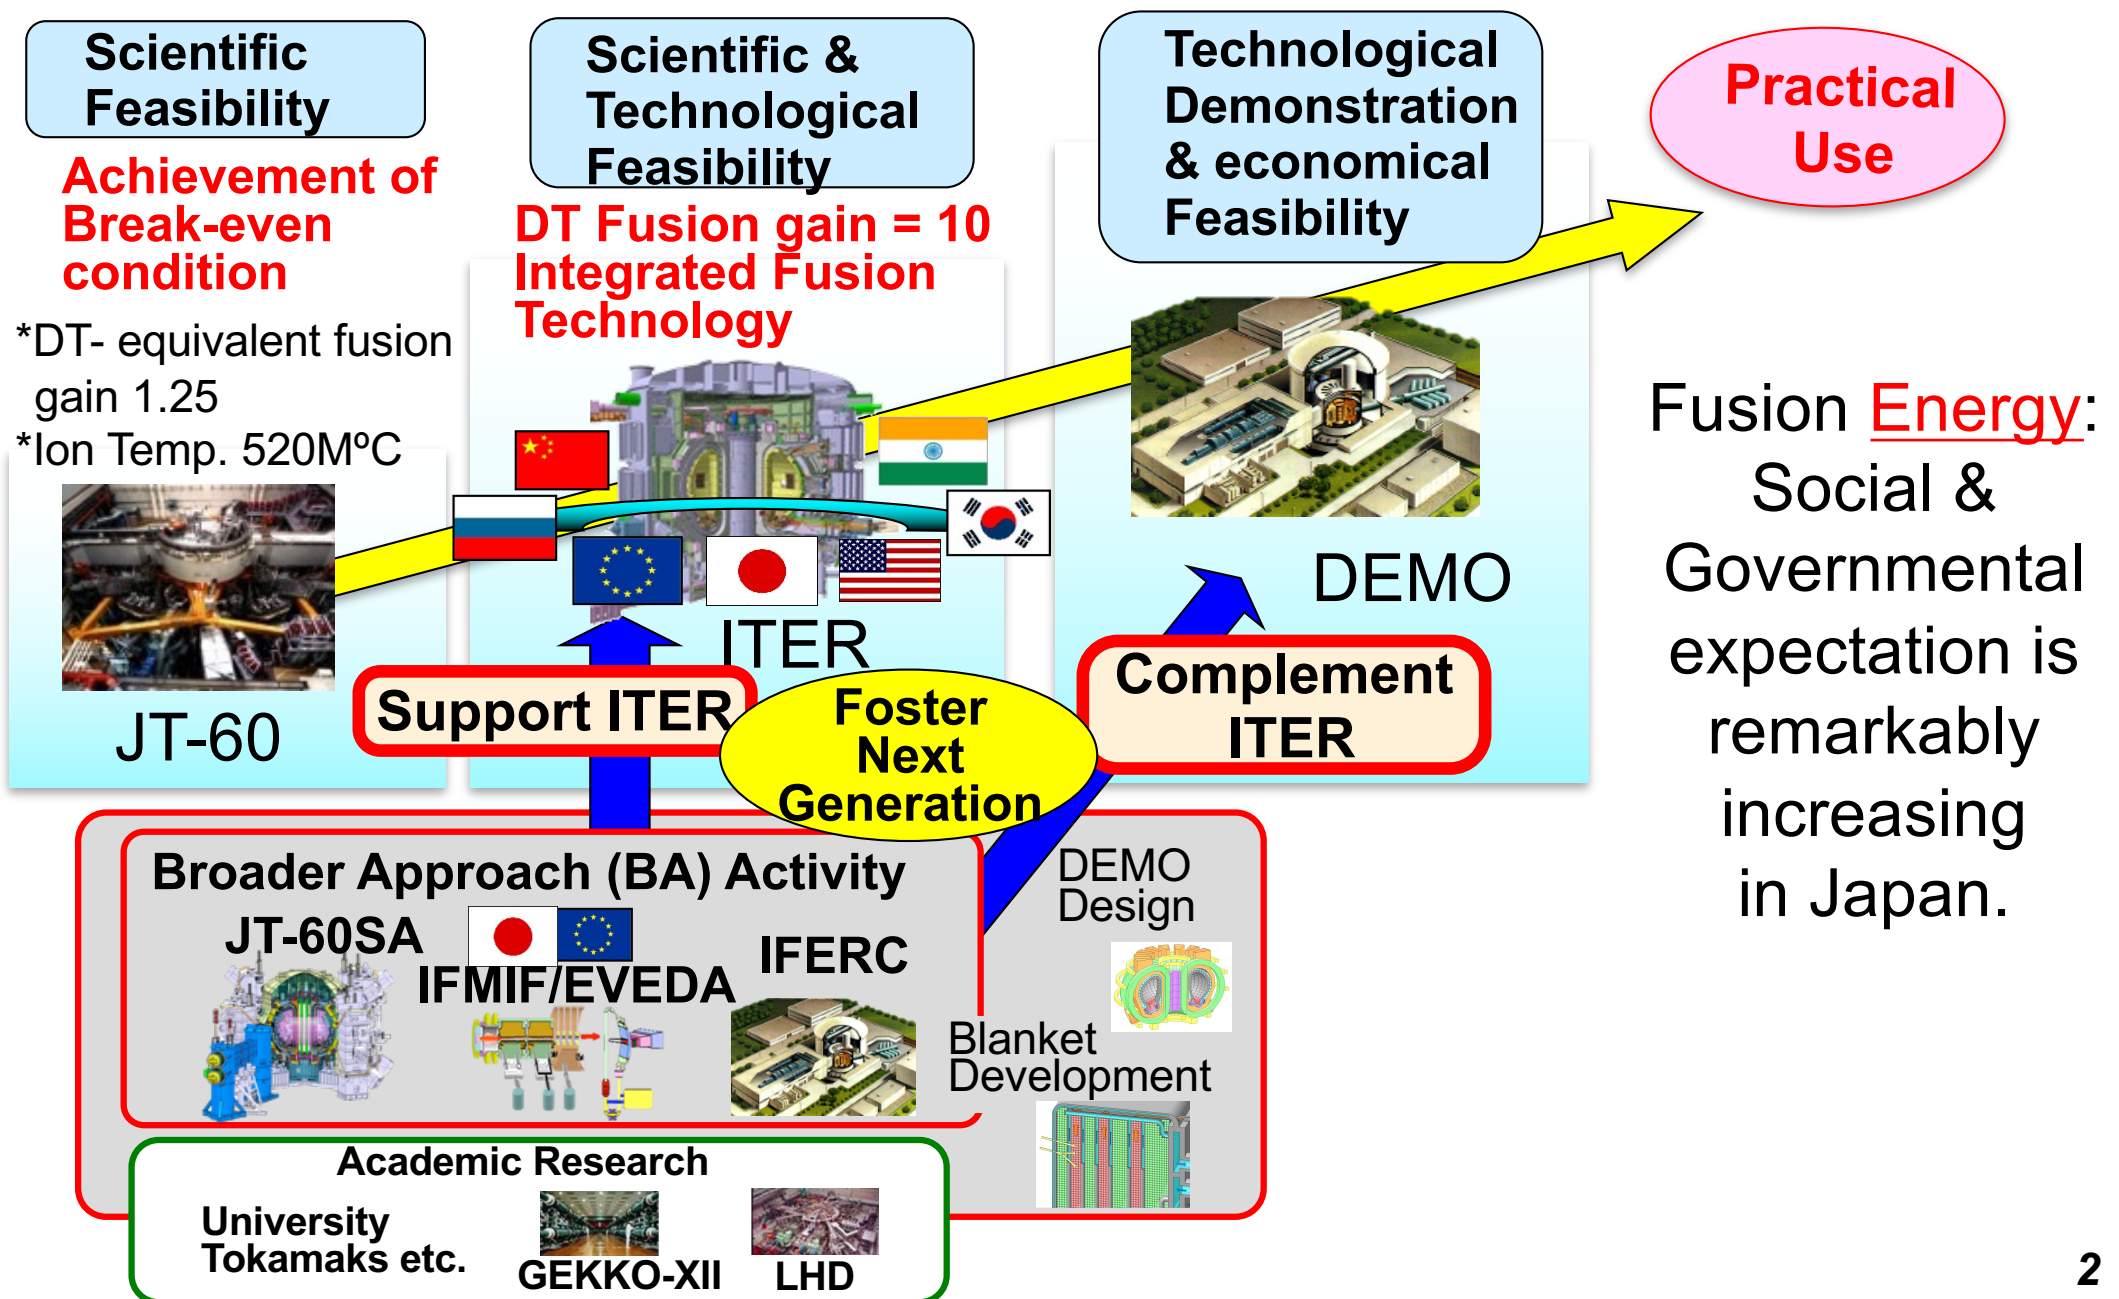 Scientific
Feasibility
Achievement of
Break-even
condition
*DT- equivalent fusion
gain 1.25
*Ion Temp. 520MºC
JT-60
Scientific &
Technological
Feasibility
DT Fusion gain = 10
Integrated Fusion
Technology
ITER
Technological
Demonstration
& economical
Feasibility
DEMO
Practical
Use
Fusion Energy:
Social &
Governmental
expectation is
remarkably
increasing
in Japan.
Support ITER
Foster
Next
Generation
Complement
ITER
Broader Approach (BA) Activity
JT-60SA
IFMIF/EVEDA
IFERC
DEMO
Design
Blanket
Development
Academic Research
University
Tokamaks etc.
GEKKO-XII
LHD
2